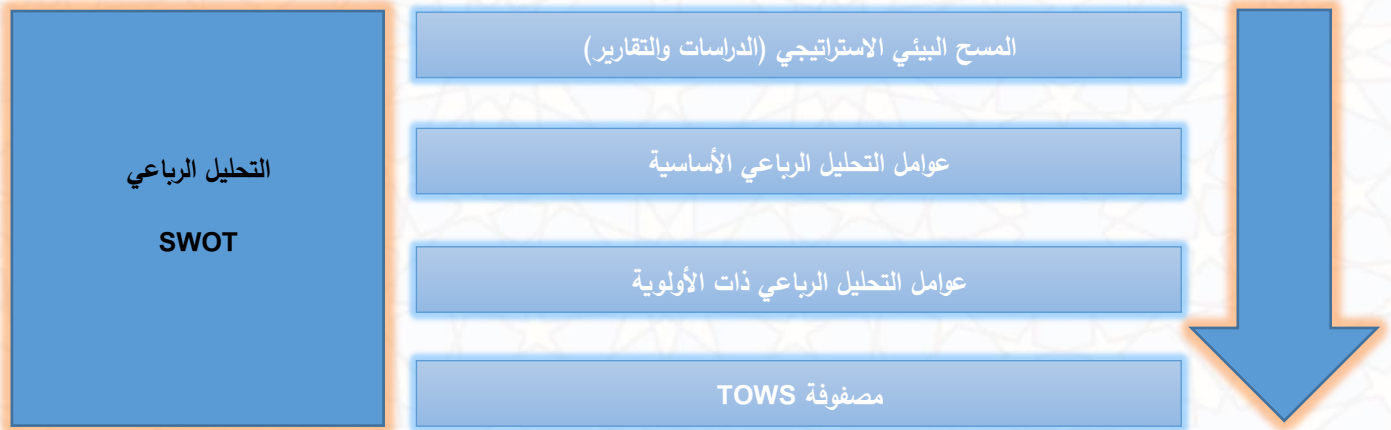 المسح البيئي الاستراتيجي (الدراسات والتقارير)
عوامل التحليل الرباعي الأساسية
عوامل التحليل الرباعي ذات الأولوية
مصفوفة TOWS
التحليل الرباعي
SWOT